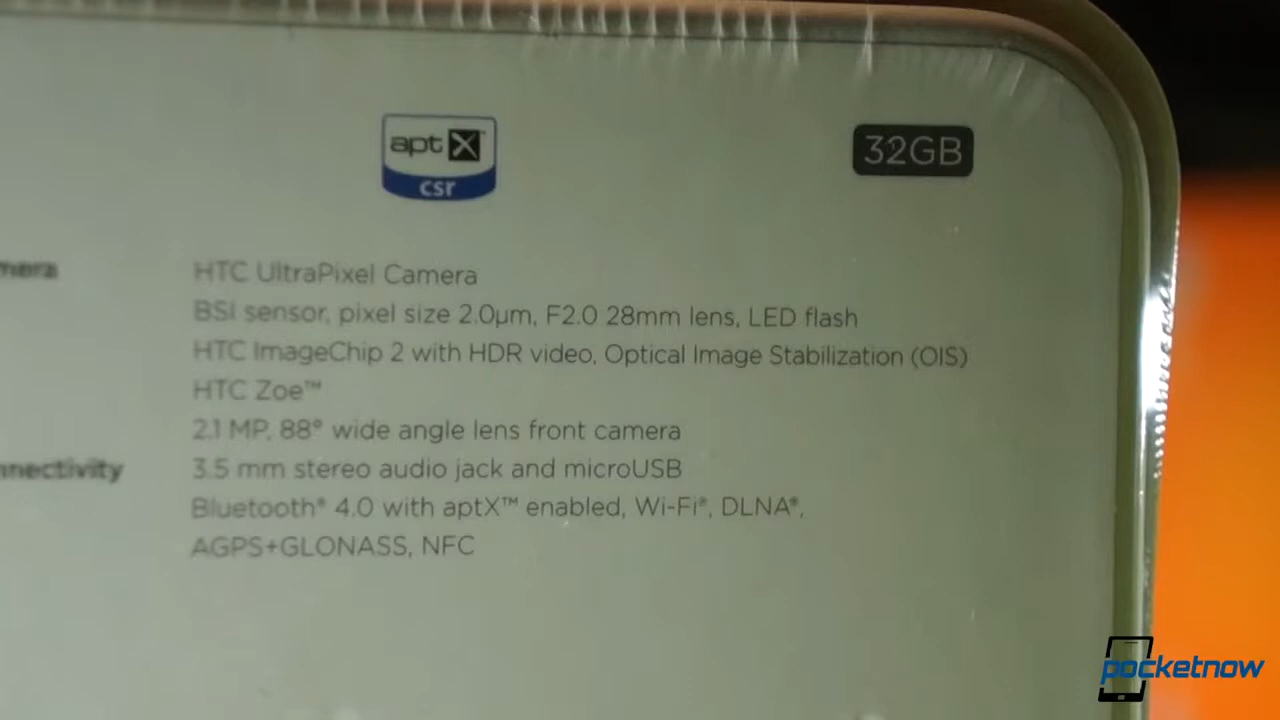 aptX™
csr
32GB
mera
HTC UltraPixel Camera
BSI sensor, pixel size 2.0µm, F2.0 28mm lens, LED flash
HTC ImageChip 2 with HDR video, Optical Image Stabilization (OIS)
HTC Zoe™
2.1 MP, 88° wide angle lens front camera
nnectivity
3.5 mm stereo audio jack and microUSB
Bluetooth® 4.0 with aptX™ enabled, Wi-Fi®, DLNA®,
AGPS+GLONASS, NFC
pocketnow